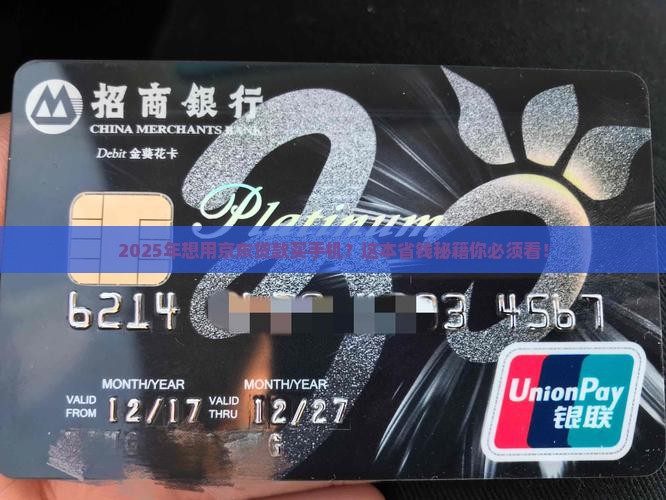 招商銀行
CHINA MERCHANTS BANK
Debit 金葵花卡
Platinum
2025年想用京东贷款买手机?这本省钱秘籍你必须看!
6214 03 4567
MONTH/YEAR MONTH/YEAR
VALID FROM 12/17 VALID THRU 12/27
G G
UnionPay
银联